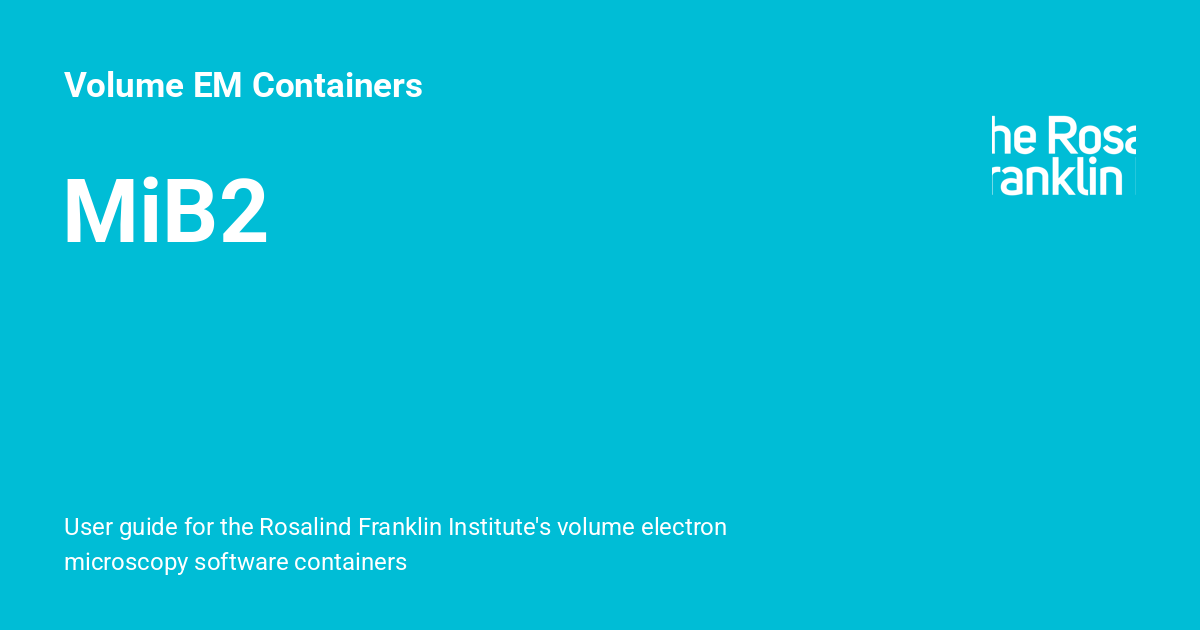 Volume EM Containers
he Rosa
ranklin
MiB2
User guide for the Rosalind Franklin Institute's volume electron
microscopy software containers